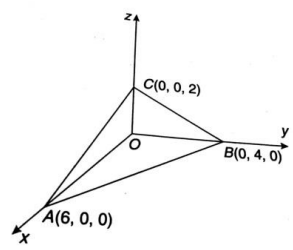 z
C(0, 0, 2)
O
y
B(0, 4, 0)
A(6, 0, 0)
X